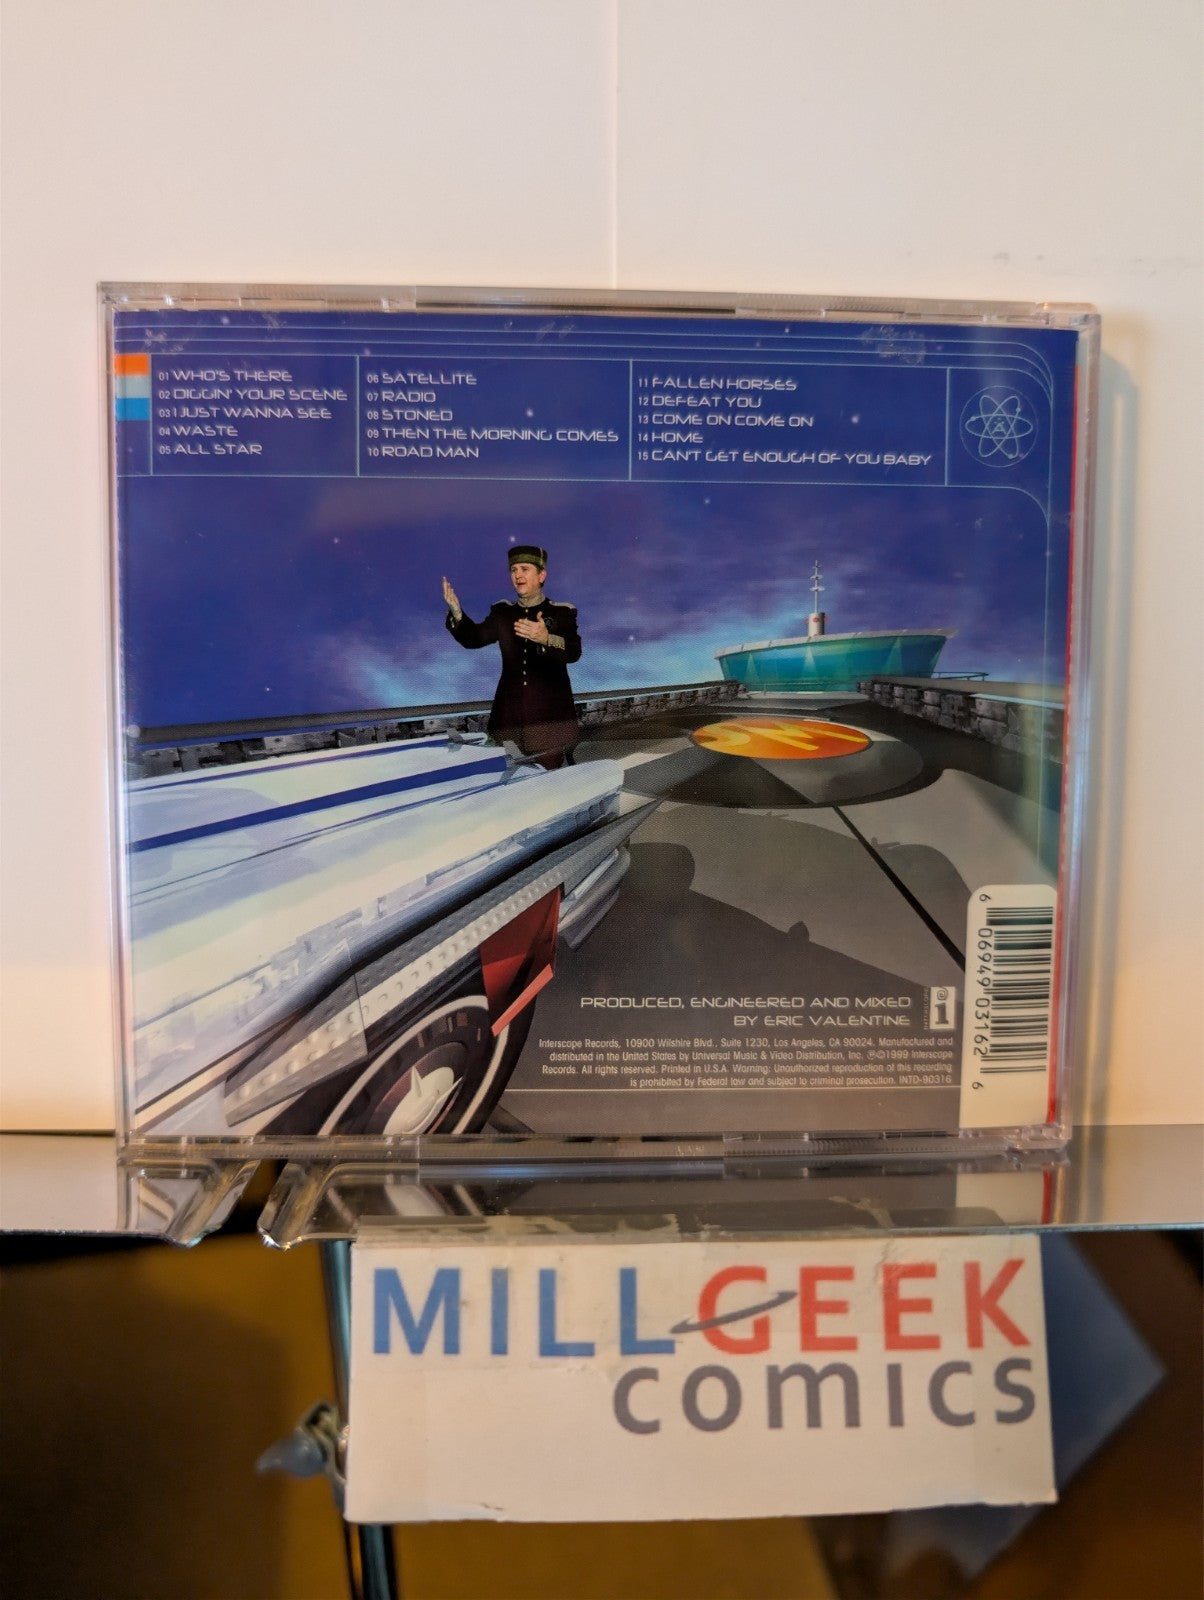 01 WHO'S THERE
02 DIGGIN' YOUR SCENE
03 I JUST WANNA SEE
04 WASTE
05 ALL STAR
06 SATELLITE
07 RADIO
08 STONED
09 THEN THE MORNING COMES
10 ROAD MAN
11 FALLEN HORSES
12 DEFEAT YOU
13 COME ON COME ON
14 HOME
15 CAN'T GET ENOUGH OF YOU BABY
SM
PRODUCED, ENGINEERED AND MIXED
BY ERIC VALENTINE
Interscope Records, 10900 Wilshire Blvd., Suite 1230, Los Angeles, CA 90024. Manufactured and
distributed in the United States by Universal Music & Video Distribution, Inc. ℗©1999 Interscope
Records. All rights reserved. Printed in U.S.A. Warning: Unauthorized reproduction of this recording
is prohibited by Federal law and subject to criminal prosecution. INTD-90316
6 06949 03162 6
MILLGEEK
comics